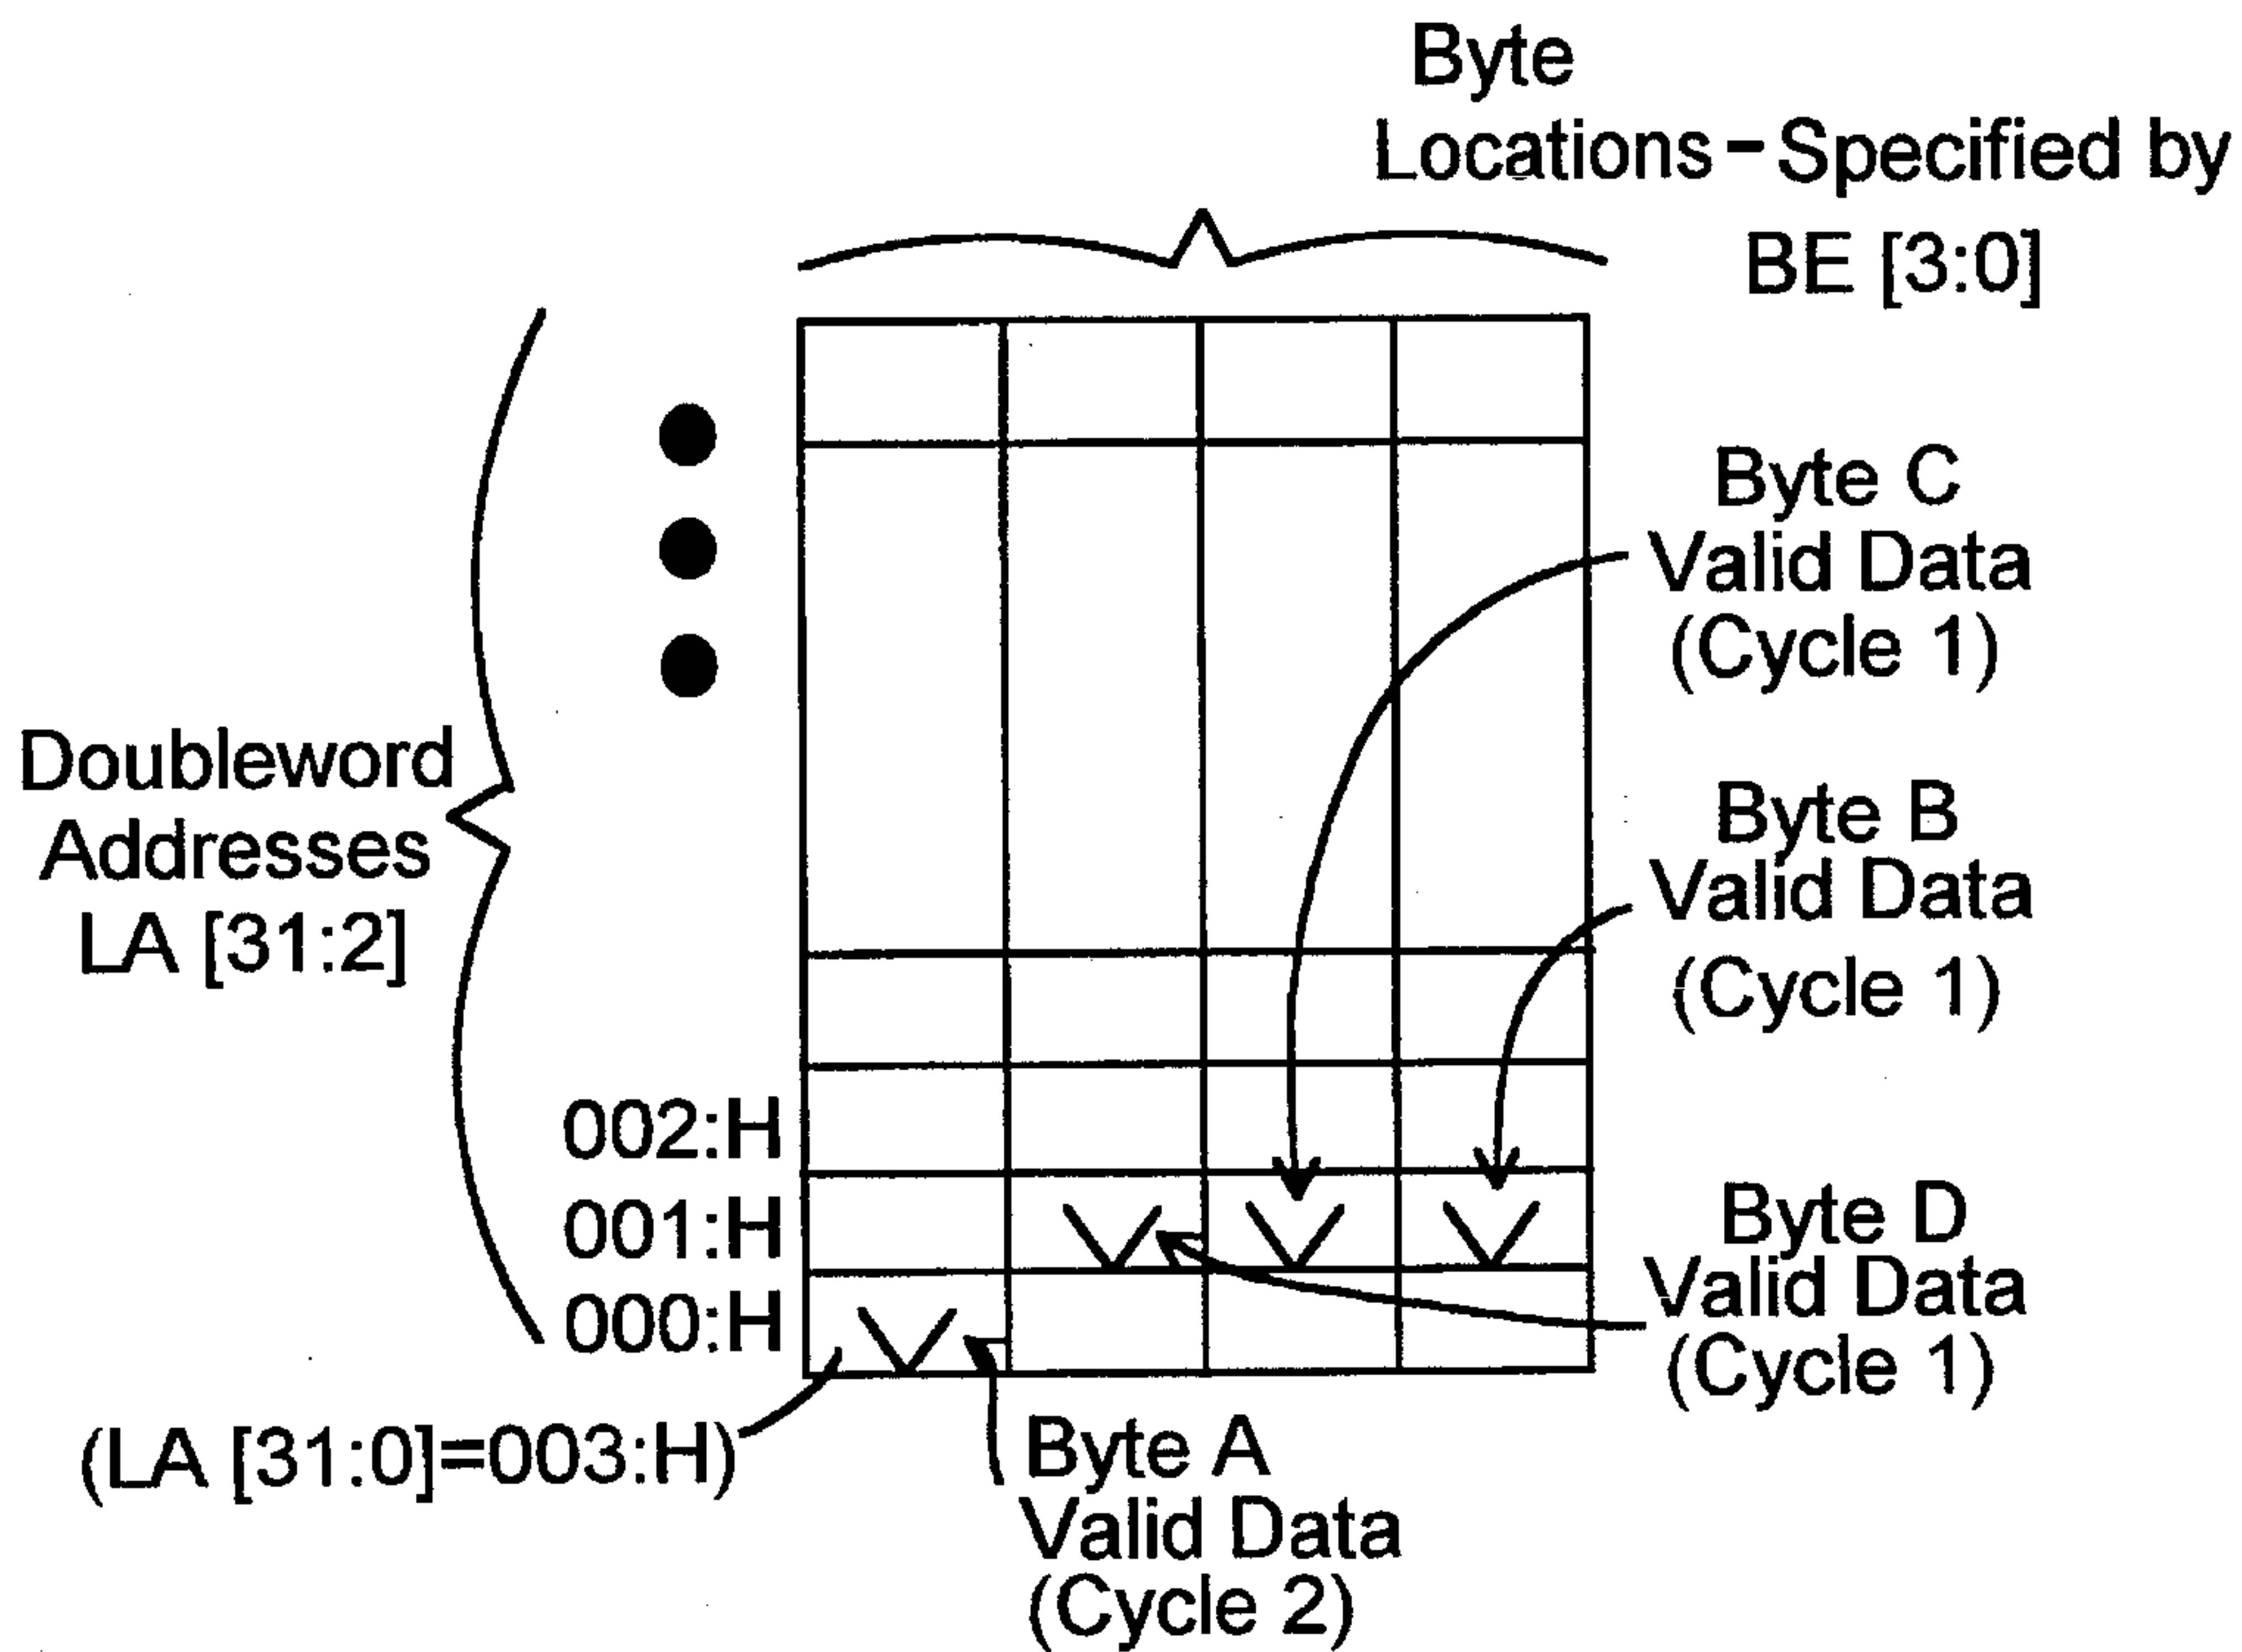 Byte
Locations - Specified by
BE [3:0]
Byte C
Valid Data
(Cycle 1)
Doubleword
Addresses
LA [31:2]
Byte B
Valid Data
(Cycle 1)
002:H
001:H
000:H
Byte D
Valid Data
(Cycle 1)
(LA [31:0]=003:H)
Byte A
Valid Data
(Cycle 2)